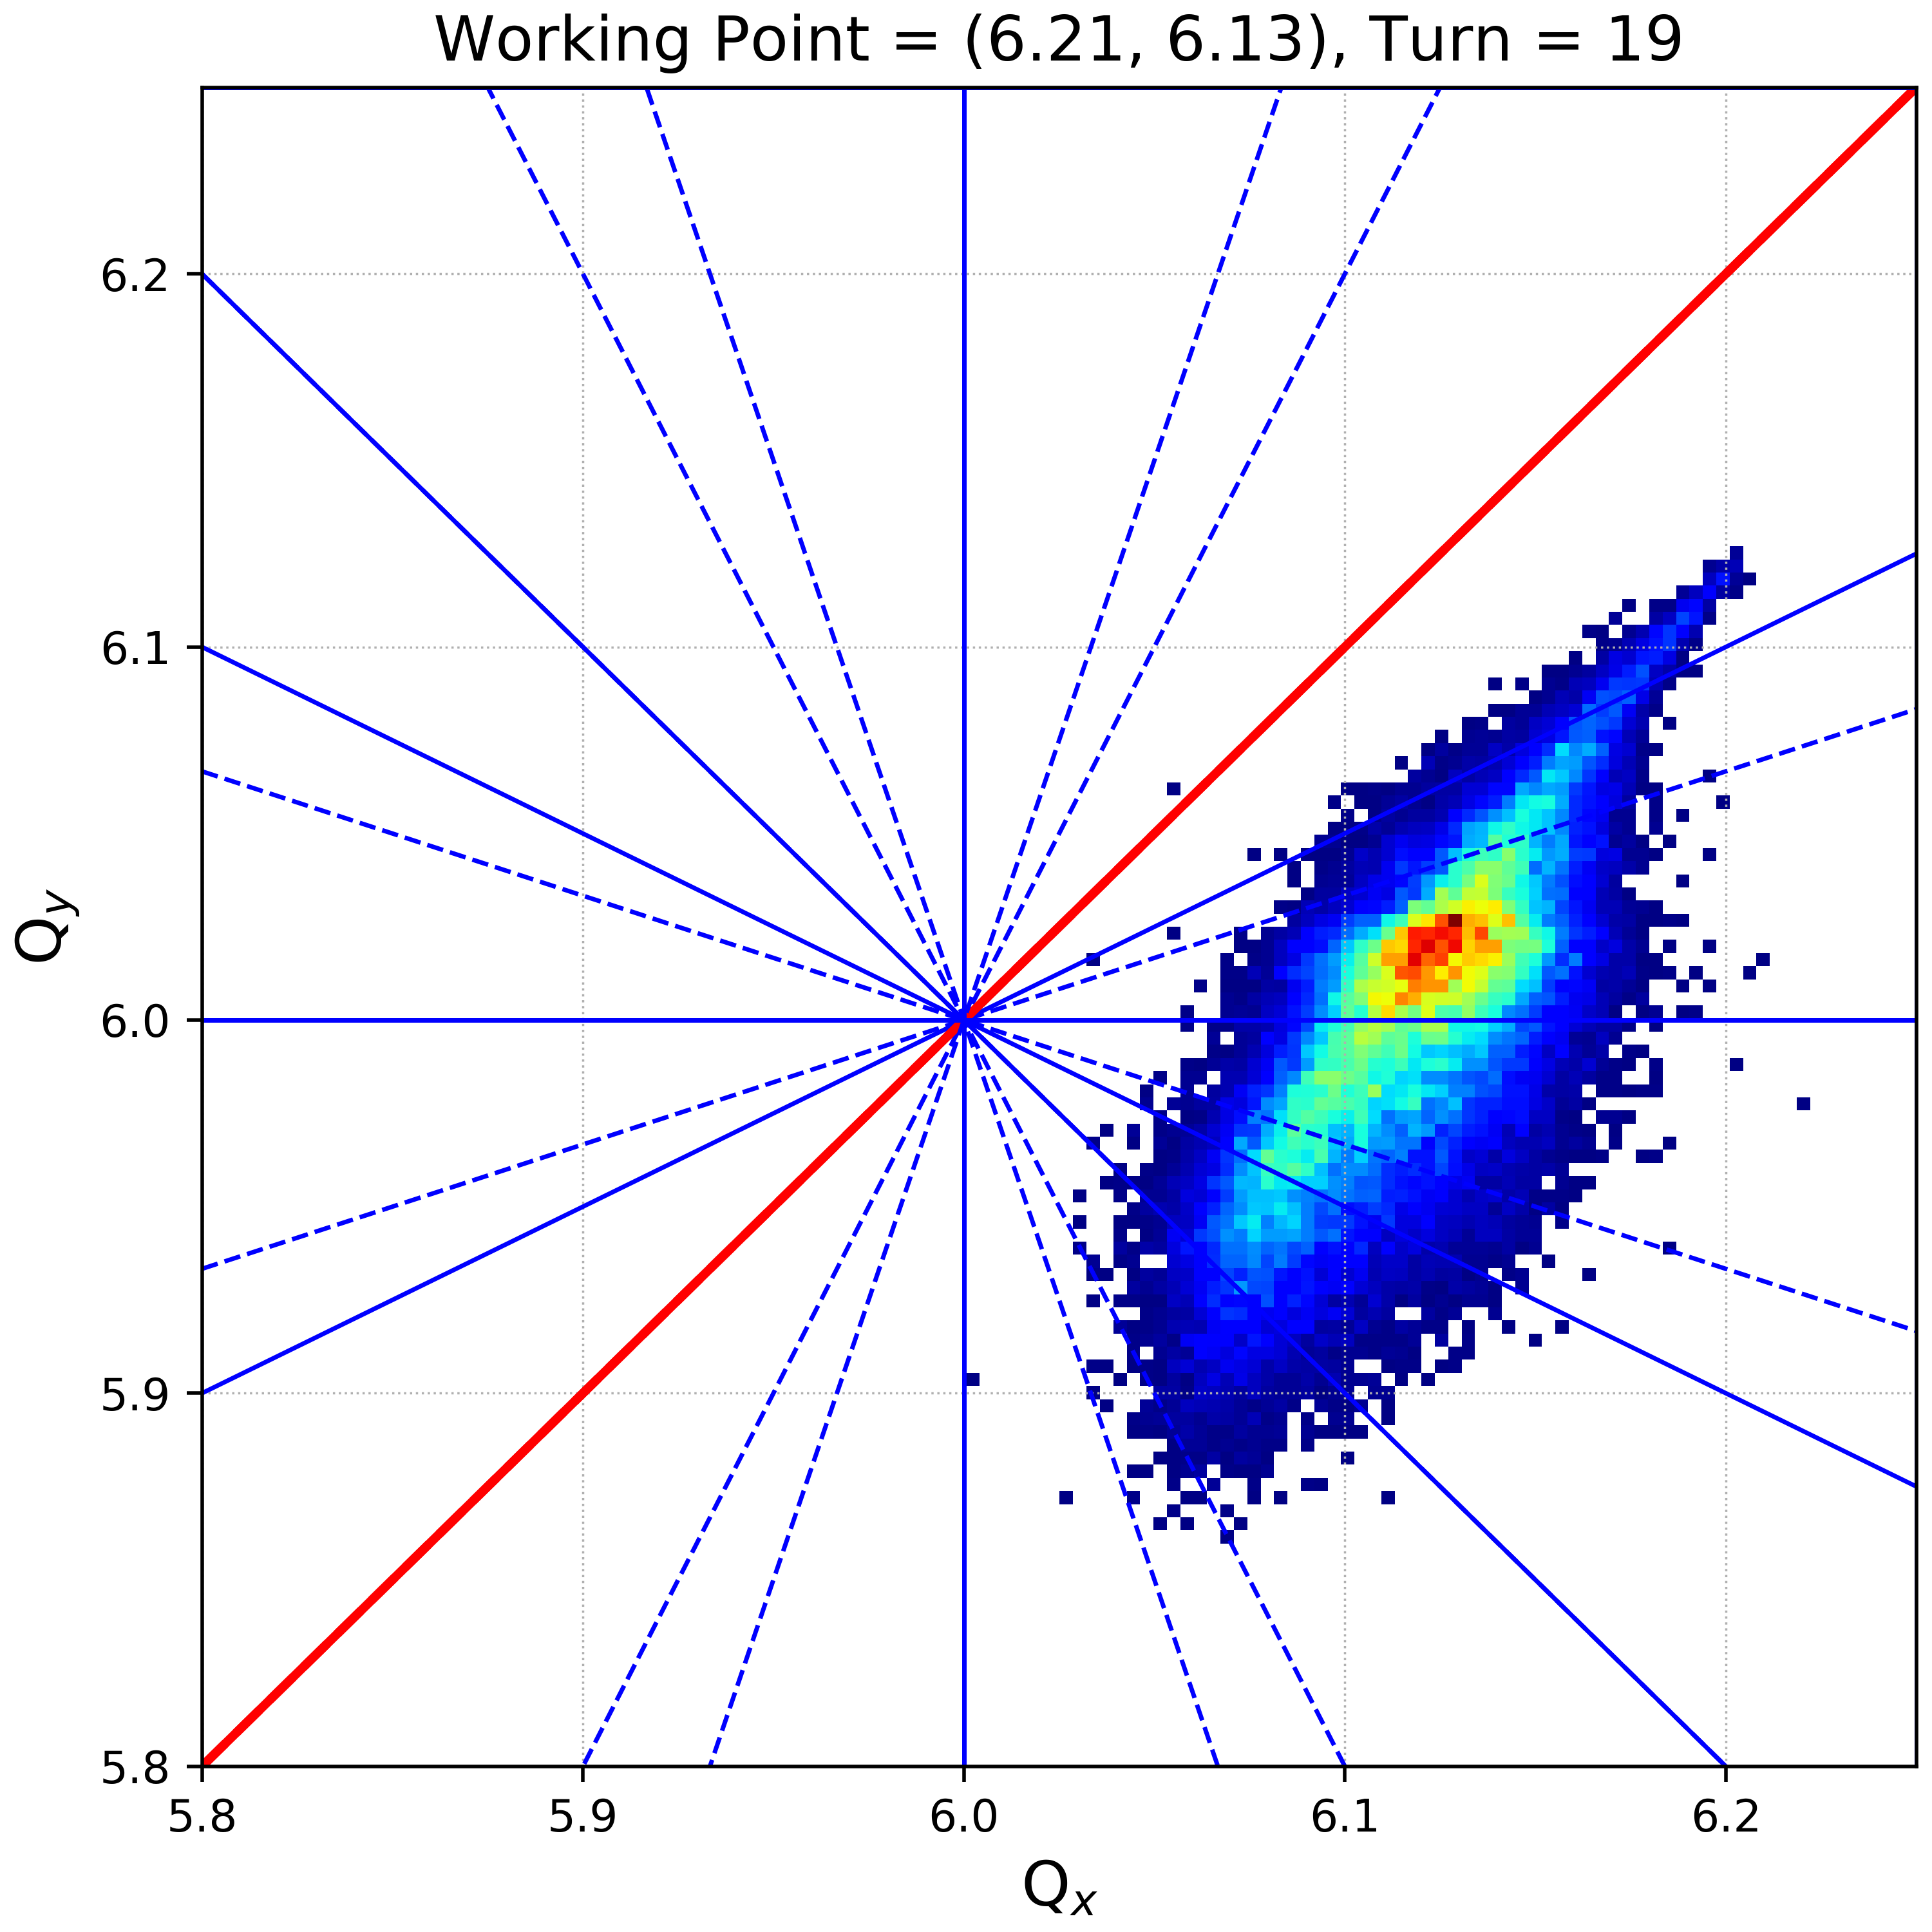 Working Point = (6.21, 6.13), Turn = 19
6.2
6.1
6.0
5.9
5.8
Qy
5.8 5.9 6.0 6.1 6.2
Qx